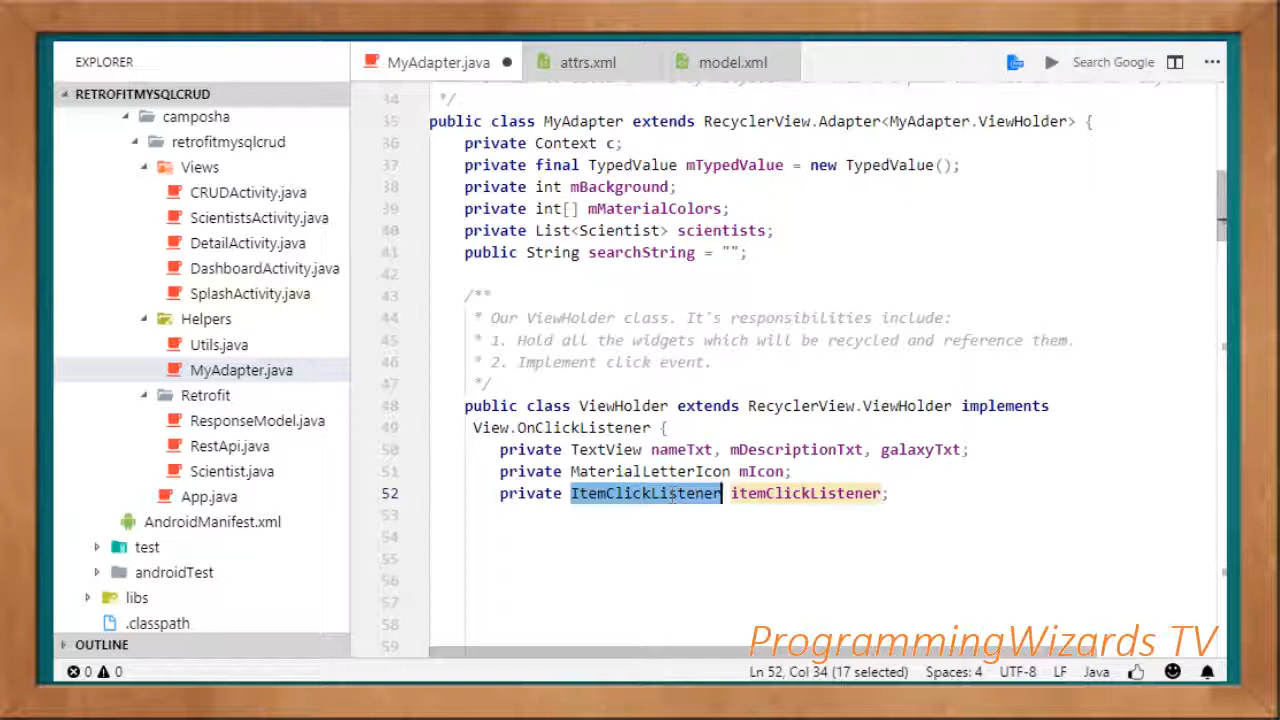 EXPLORER
RETROFITMYSQLCRUD
camposha
retrofitmysqlcrud
Views
CRUDActivity.java
ScientistsActivity.java
DetailActivity.java
DashboardActivity.java
SplashActivity.java
Helpers
Utils.java
MyAdapter.java
Retrofit
ResponseModel.java
RestApi.java
Scientist.java
App.java
AndroidManifest.xml
test
androidTest
libs
.classpath
OUTLINE
MyAdapter.java
attrs.xml
model.xml
Search Google
34 */
35 public class MyAdapter extends RecyclerView.Adapter<MyAdapter.ViewHolder> {
36 private Context c;
37 private final TypedValue mTypedValue = new TypedValue();
38 private int mBackground;
39 private int[] mMaterialColors;
40 private List<Scientist> scientists;
41 public String searchString = "";
42
43 /**
44 * Our ViewHolder class. It's responsibilities include:
45 * 1. Hold all the widgets which will be recycled and reference them.
46 * 2. Implement click event.
47 */
48 public class ViewHolder extends RecyclerView.ViewHolder implements
49 View.OnClickListener {
50 private TextView nameTxt, mDescriptionTxt, galaxyTxt;
51 private MaterialLetterIcon mIcon;
52 private ItemClickListener itemClickListener;
53
54
55
56
57
58
59
ProgrammingWizards TV
0 0
Ln 52, Col 34 (17 selected) Spaces: 4 UTF-8 LF Java